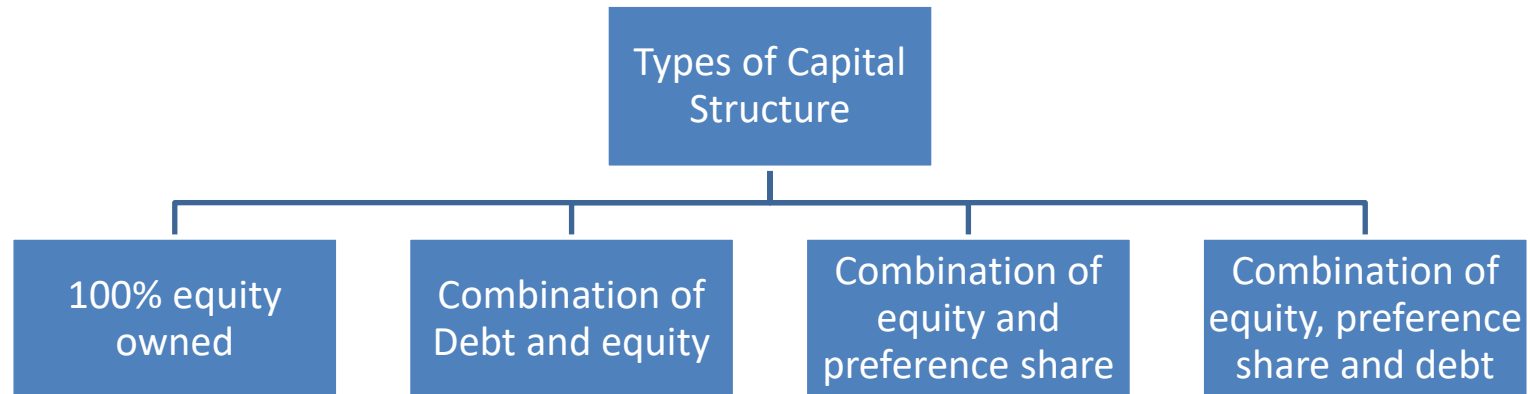 Types of Capital
Structure
100% equity
owned
Combination of
Debt and equity
Combination of
equity and
preference share
Combination of
equity, preference
share and debt